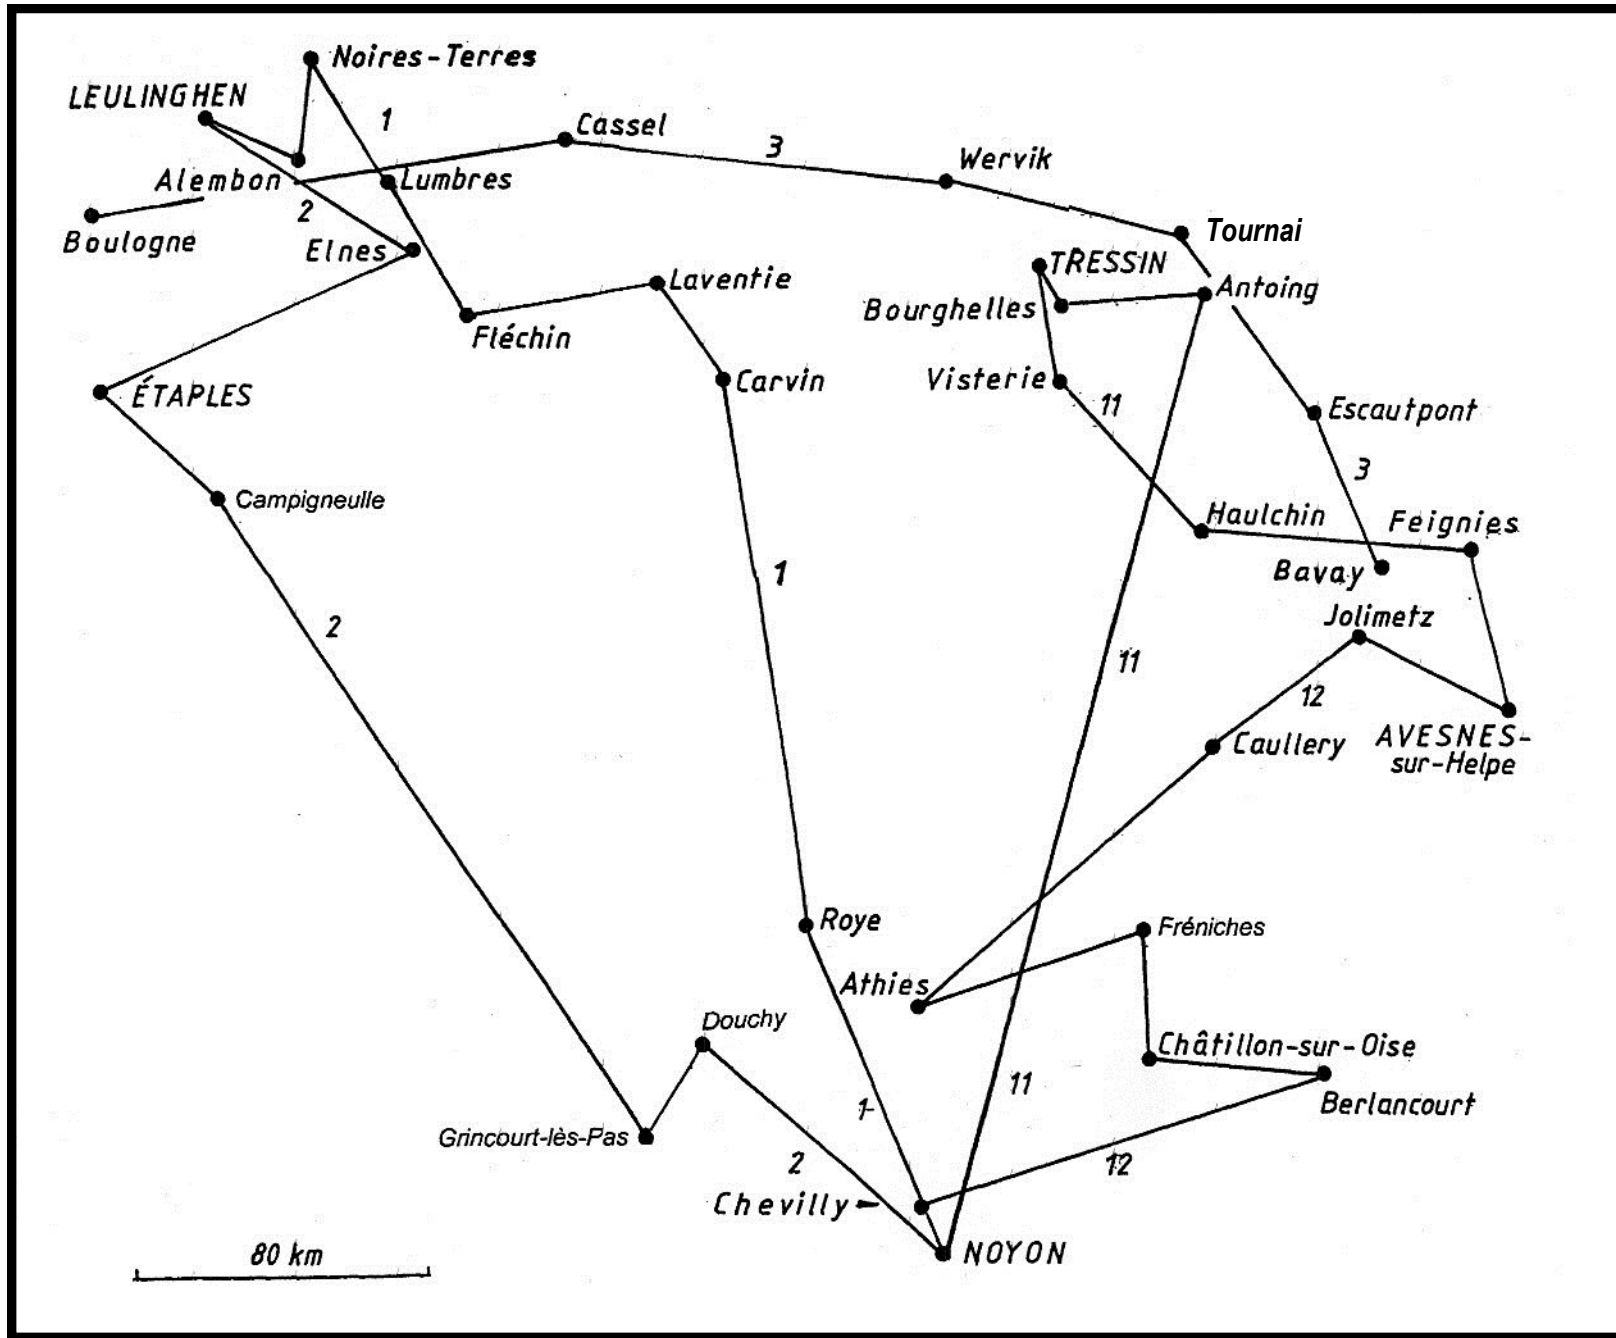 Noires-Terres
LEULINGHEN
1
Cassel
3
Wervik
Alembon
Lumbres
2
Boulogne
Elnes
Tournai
TRESSIN
Laventie
Antoing
Bourghelles
Fléchin
Carvin
Visterie
ÉTAPLES
11
Escautpont
3
Campigneulle
Haulchin
Feignies
1
Bavay
Jolimetz
2
11
12
Caullery
AVESNES-
sur-Helpe
Roye
Fréniches
Athies
Douchy
Châtillon-sur-Oise
11
Berlancourt
1
Grincourt-lès-Pas
2
12
Chevilly
NOYON
80 km